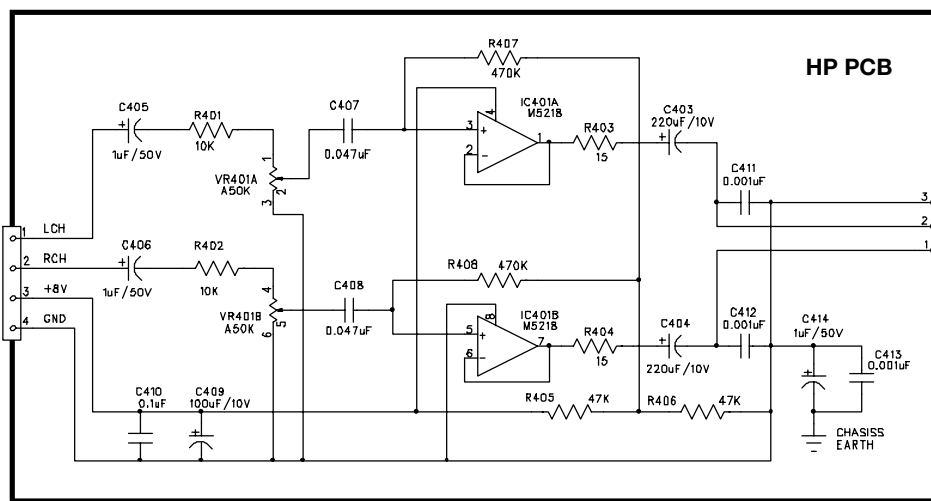 HP PCB
R407
470K
C405
1uF/50V
R401
10K
C407
0.047uF
IC401A
M5218
4
3
+
2
-
1
R403
15
C403
220uF/10V
1
VR401A
A50K
2
3
C411
0.001uF
3
2
1
1 LCH
2 RCH
3 +8V
4 GND
C406
1uF/50V
R402
10K
4
VR401B
A50K
5
6
C408
0.047uF
R408 470K
IC401B
M5218
8
5
+
6
-
7
R404
15
C404
220uF/10V
C412
0.001uF
C414
1uF/50V
C413
0.001uF
C410
0.1uF
C409
100uF/10V
R405 47K
R406 47K
CHASISS
EARTH